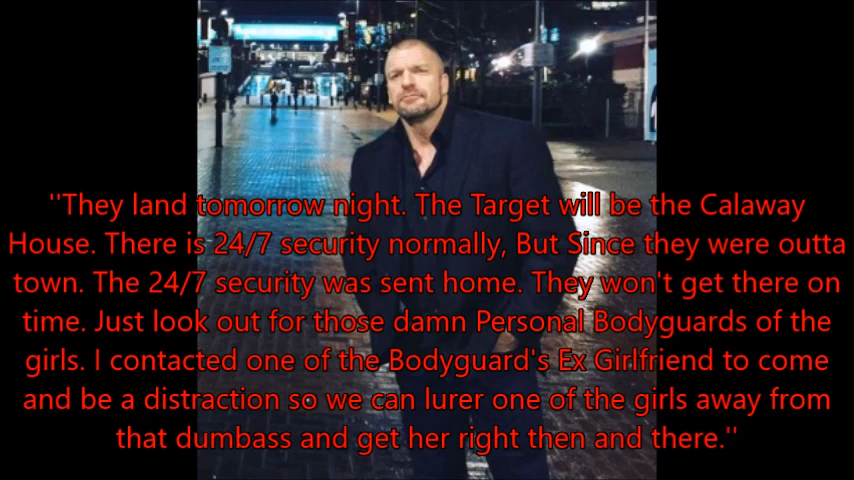 ''They land tomorrow night. The Target will be the Calaway
House. There is 24/7 security normally, But Since they were outta
town. The 24/7 security was sent home. They won't get there on
time. Just look out for those damn Personal Bodyguards of the
girls. I contacted one of the Bodyguard's Ex Girlfriend to come
and be a distraction so we can lurer one of the girls away from
that dumbass and get her right then and there.''